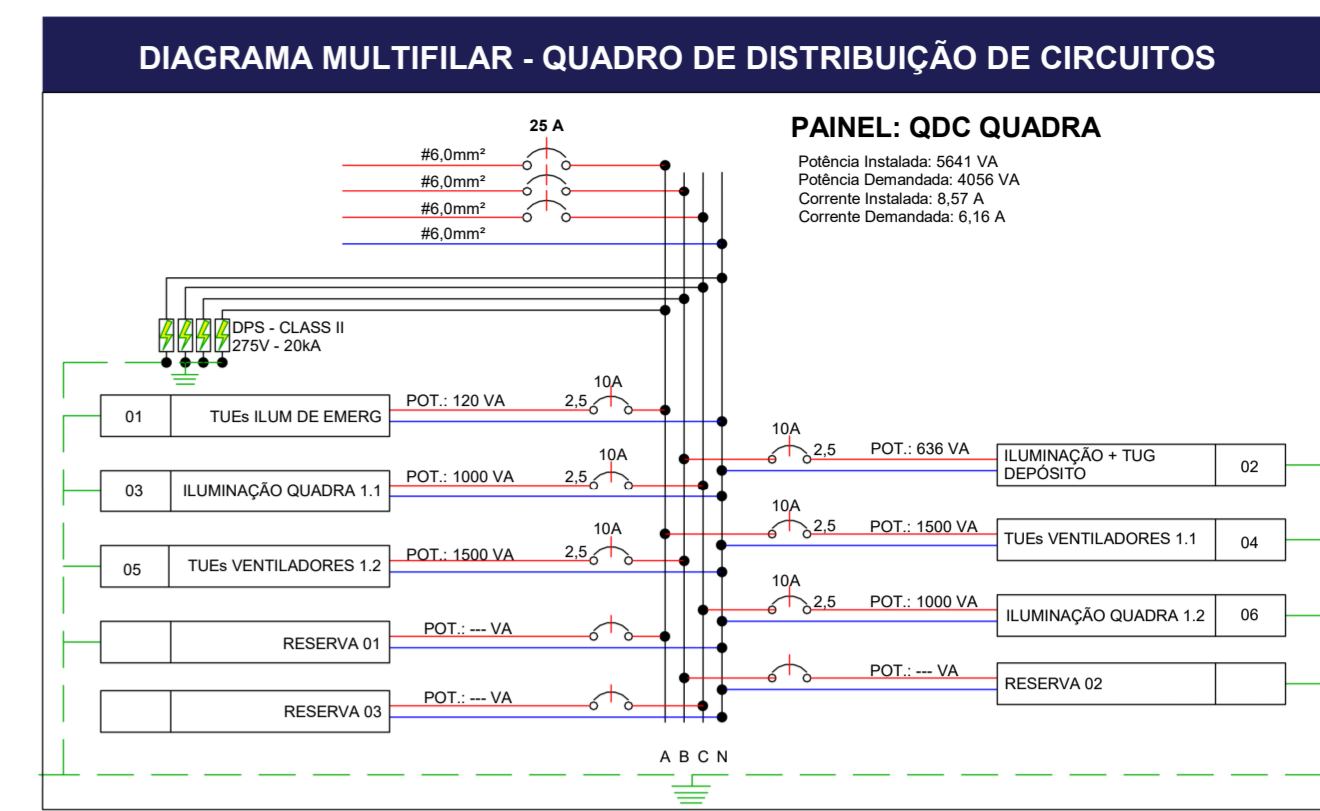 DIAGRAMA MULTIFILAR - QUADRO DE DISTRIBUIÇÃO DE CIRCUITOS
PAINEL: QDC QUADRA
Potência Instalada: 5641 VA
Potência Demandada: 4056 VA
Corrente Instalada: 8,57 A
Corrente Demandada: 6,16 A
25 A
#6,0mm²
#6,0mm²
#6,0mm²
#6,0mm²
DPS - CLASS II
275V - 20kA
01 TUEs ILUM DE EMERG POT.: 120 VA 2,5 10A
10A 2,5 POT.: 636 VA ILUMINAÇÃO + TUG
DEPÓSITO 02
03 ILUMINAÇÃO QUADRA 1.1 POT.: 1000 VA 2,5 10A
10A 2,5 POT.: 1500 VA TUEs VENTILADORES 1.1 04
05 TUEs VENTILADORES 1.2 POT.: 1500 VA 2,5 10A
10A 2,5 POT.: 1000 VA ILUMINAÇÃO QUADRA 1.2 06
RESERVA 01 POT.: --- VA
POT.: --- VA RESERVA 02
RESERVA 03 POT.: --- VA
A B C N